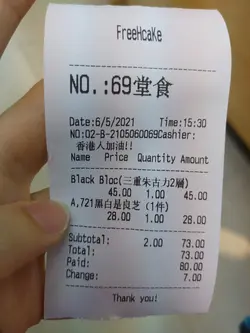 FreeHcaKe
NO.:69堂食
Date:6/5/2021 Time:15:30
NO:02-B-2105060069Cashier:
香港人加油!!
Name Price Quantity Amount
Black Bloc(三重朱古力2層)
45.00 1.00 45.00
A,721黑白是良芝(1件)
28.00 1.00 28.00
Subtotal: 2.00 73.00
Total: 73.00
Paid: 80.00
Change: 7.00
Thank you!